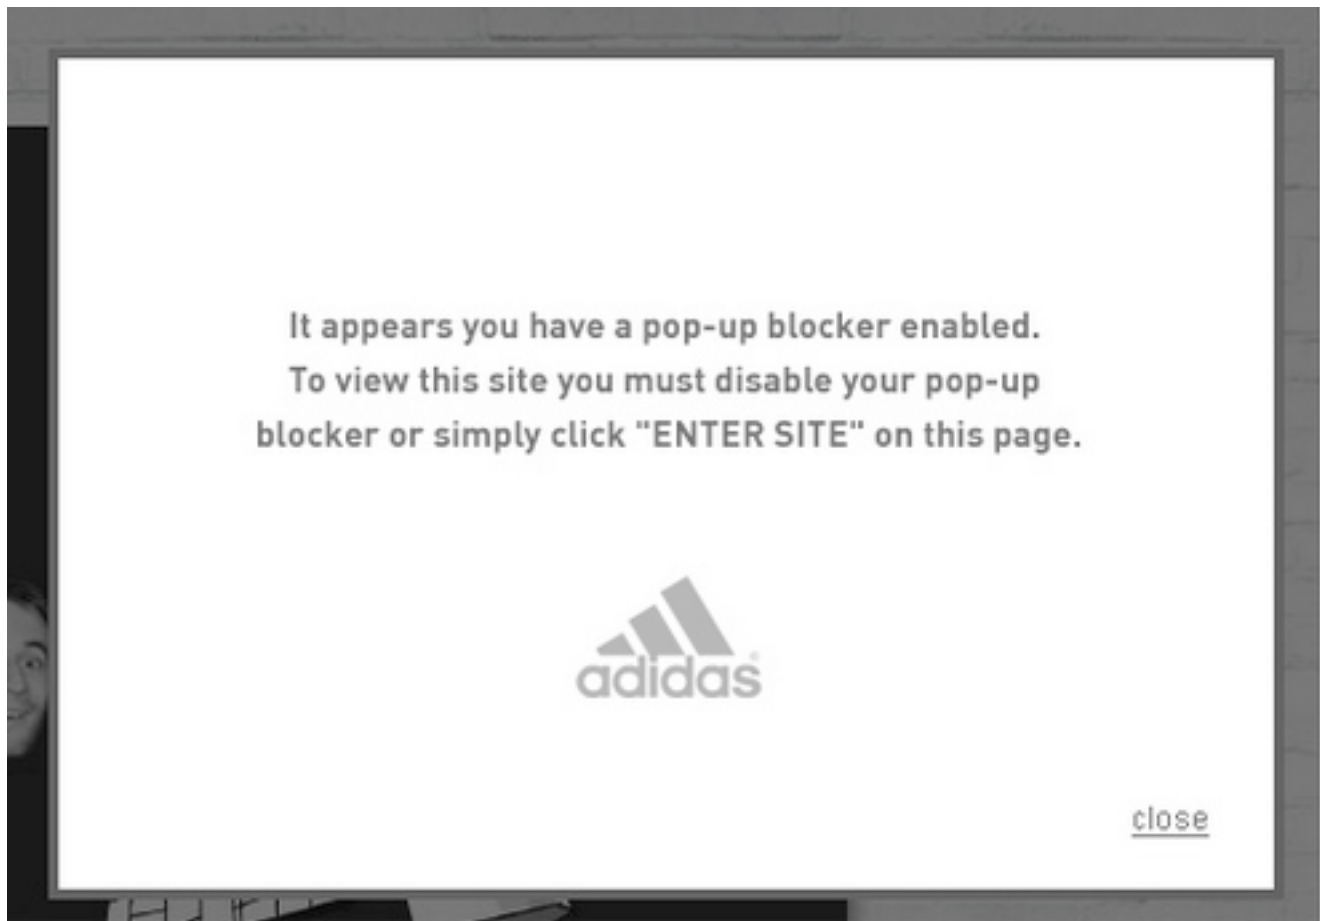 It appears you have a pop-up blocker enabled.
To view this site you must disable your pop-up
blocker or simply click "ENTER SITE" on this page.
adidas
close